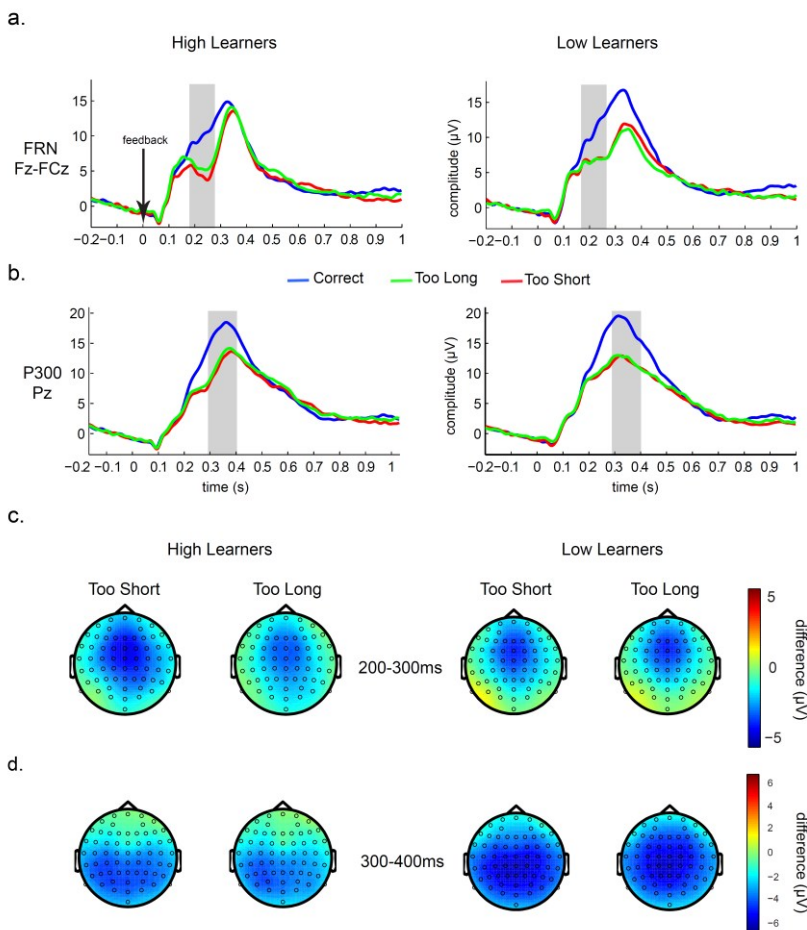 a.
High Learners
Low Learners
FRN
Fz-FCz
feedback
15
10
5
0
−0.2 −0.1 0 0.1 0.2 0.3 0.4 0.5 0.6 0.7 0.8 0.9 1
complitude (µV)
15
10
5
0
−0.2 −0.1 0 0.1 0.2 0.3 0.4 0.5 0.6 0.7 0.8 0.9 1
b.
Correct Too Long Too Short
P300
Pz
20
15
10
5
0
−0.2 −0.1 0 0.1 0.2 0.3 0.4 0.5 0.6 0.7 0.8 0.9 1
time (s)
complitude (µV)
20
15
10
5
0
−0.2 −0.1 0 0.1 0.2 0.3 0.4 0.5 0.6 0.7 0.8 0.9 1
time (s)
c.
High Learners
Low Learners
Too Short Too Long
Too Short Too Long
200-300ms
5
0
−5
difference (µV)
d.
300-400ms
6
4
2
0
−2
−4
−6
difference (µV)